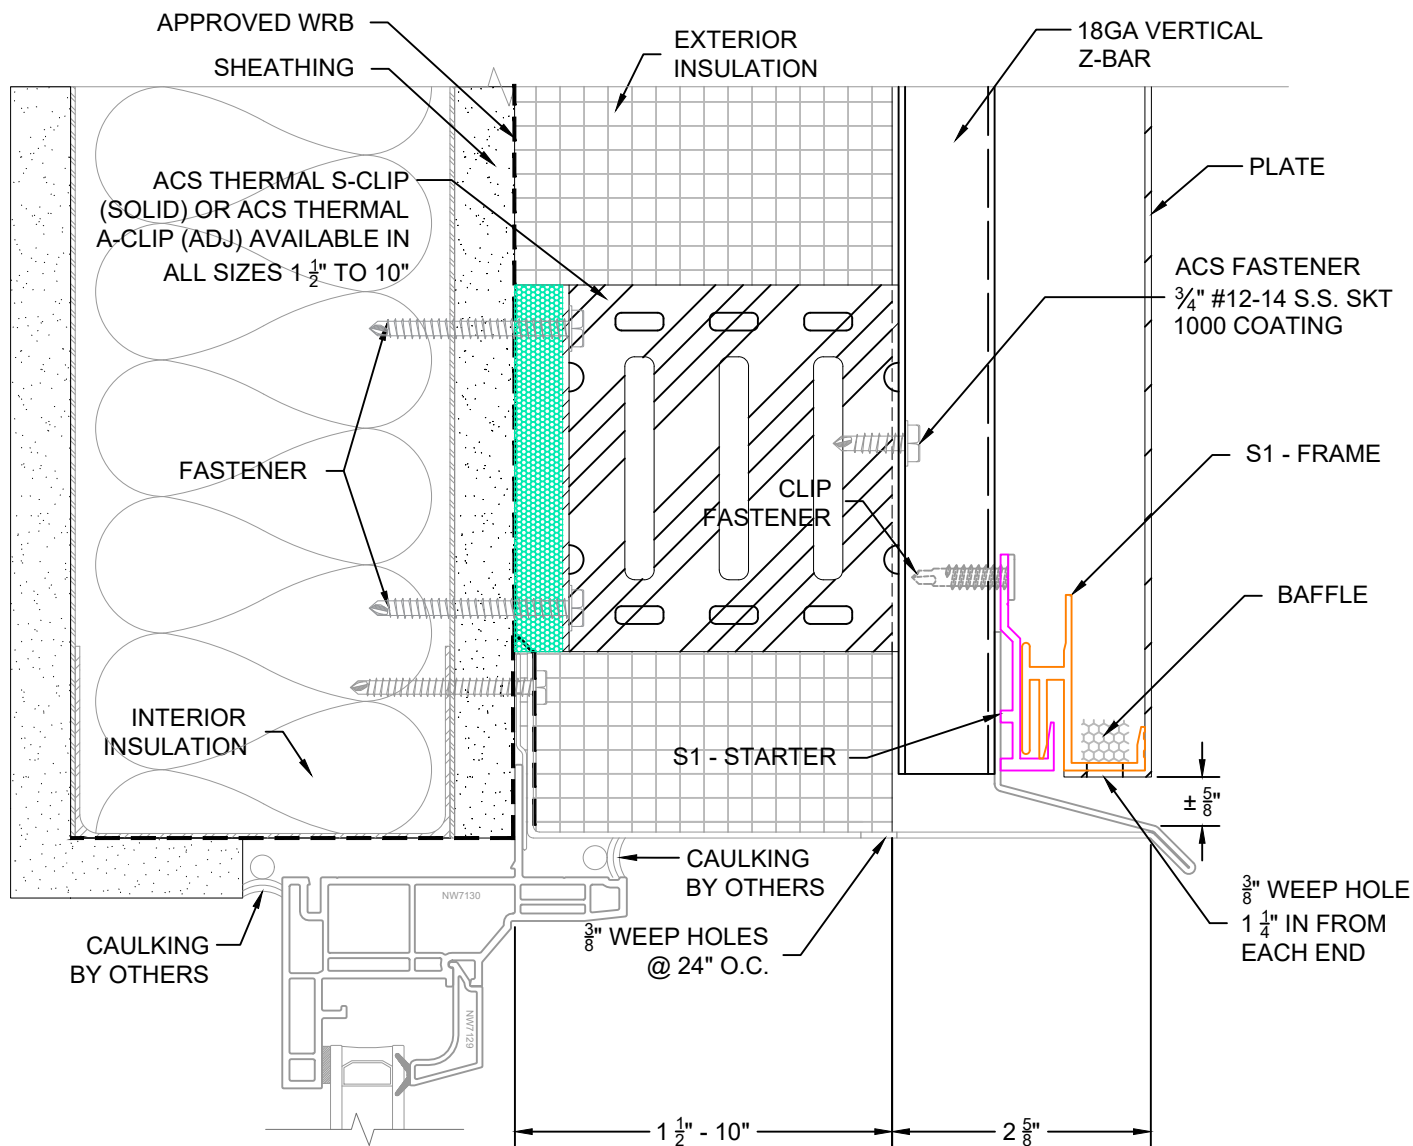 APPROVED WRB
SHEATHING
EXTERIOR
INSULATION
18GA VERTICAL
Z-BAR
PLATE
ACS THERMAL S-CLIP
(SOLID) OR ACS THERMAL
A-CLIP (ADJ) AVAILABLE IN
ALL SIZES 1 1/2" TO 10"
ACS FASTENER
3/4" #12-14 S.S. SKT
1000 COATING
FASTENER
S1 - FRAME
CLIP
FASTENER
BAFFLE
INTERIOR
INSULATION
S1 - STARTER
± 5/8"
CAULKING
BY OTHERS
NW7130
3/8" WEEP HOLE
1 1/4" IN FROM
EACH END
CAULKING
BY OTHERS
3/8" WEEP HOLES
@ 24" O.C.
NW7129
1 1/2" - 10"
2 5/8"